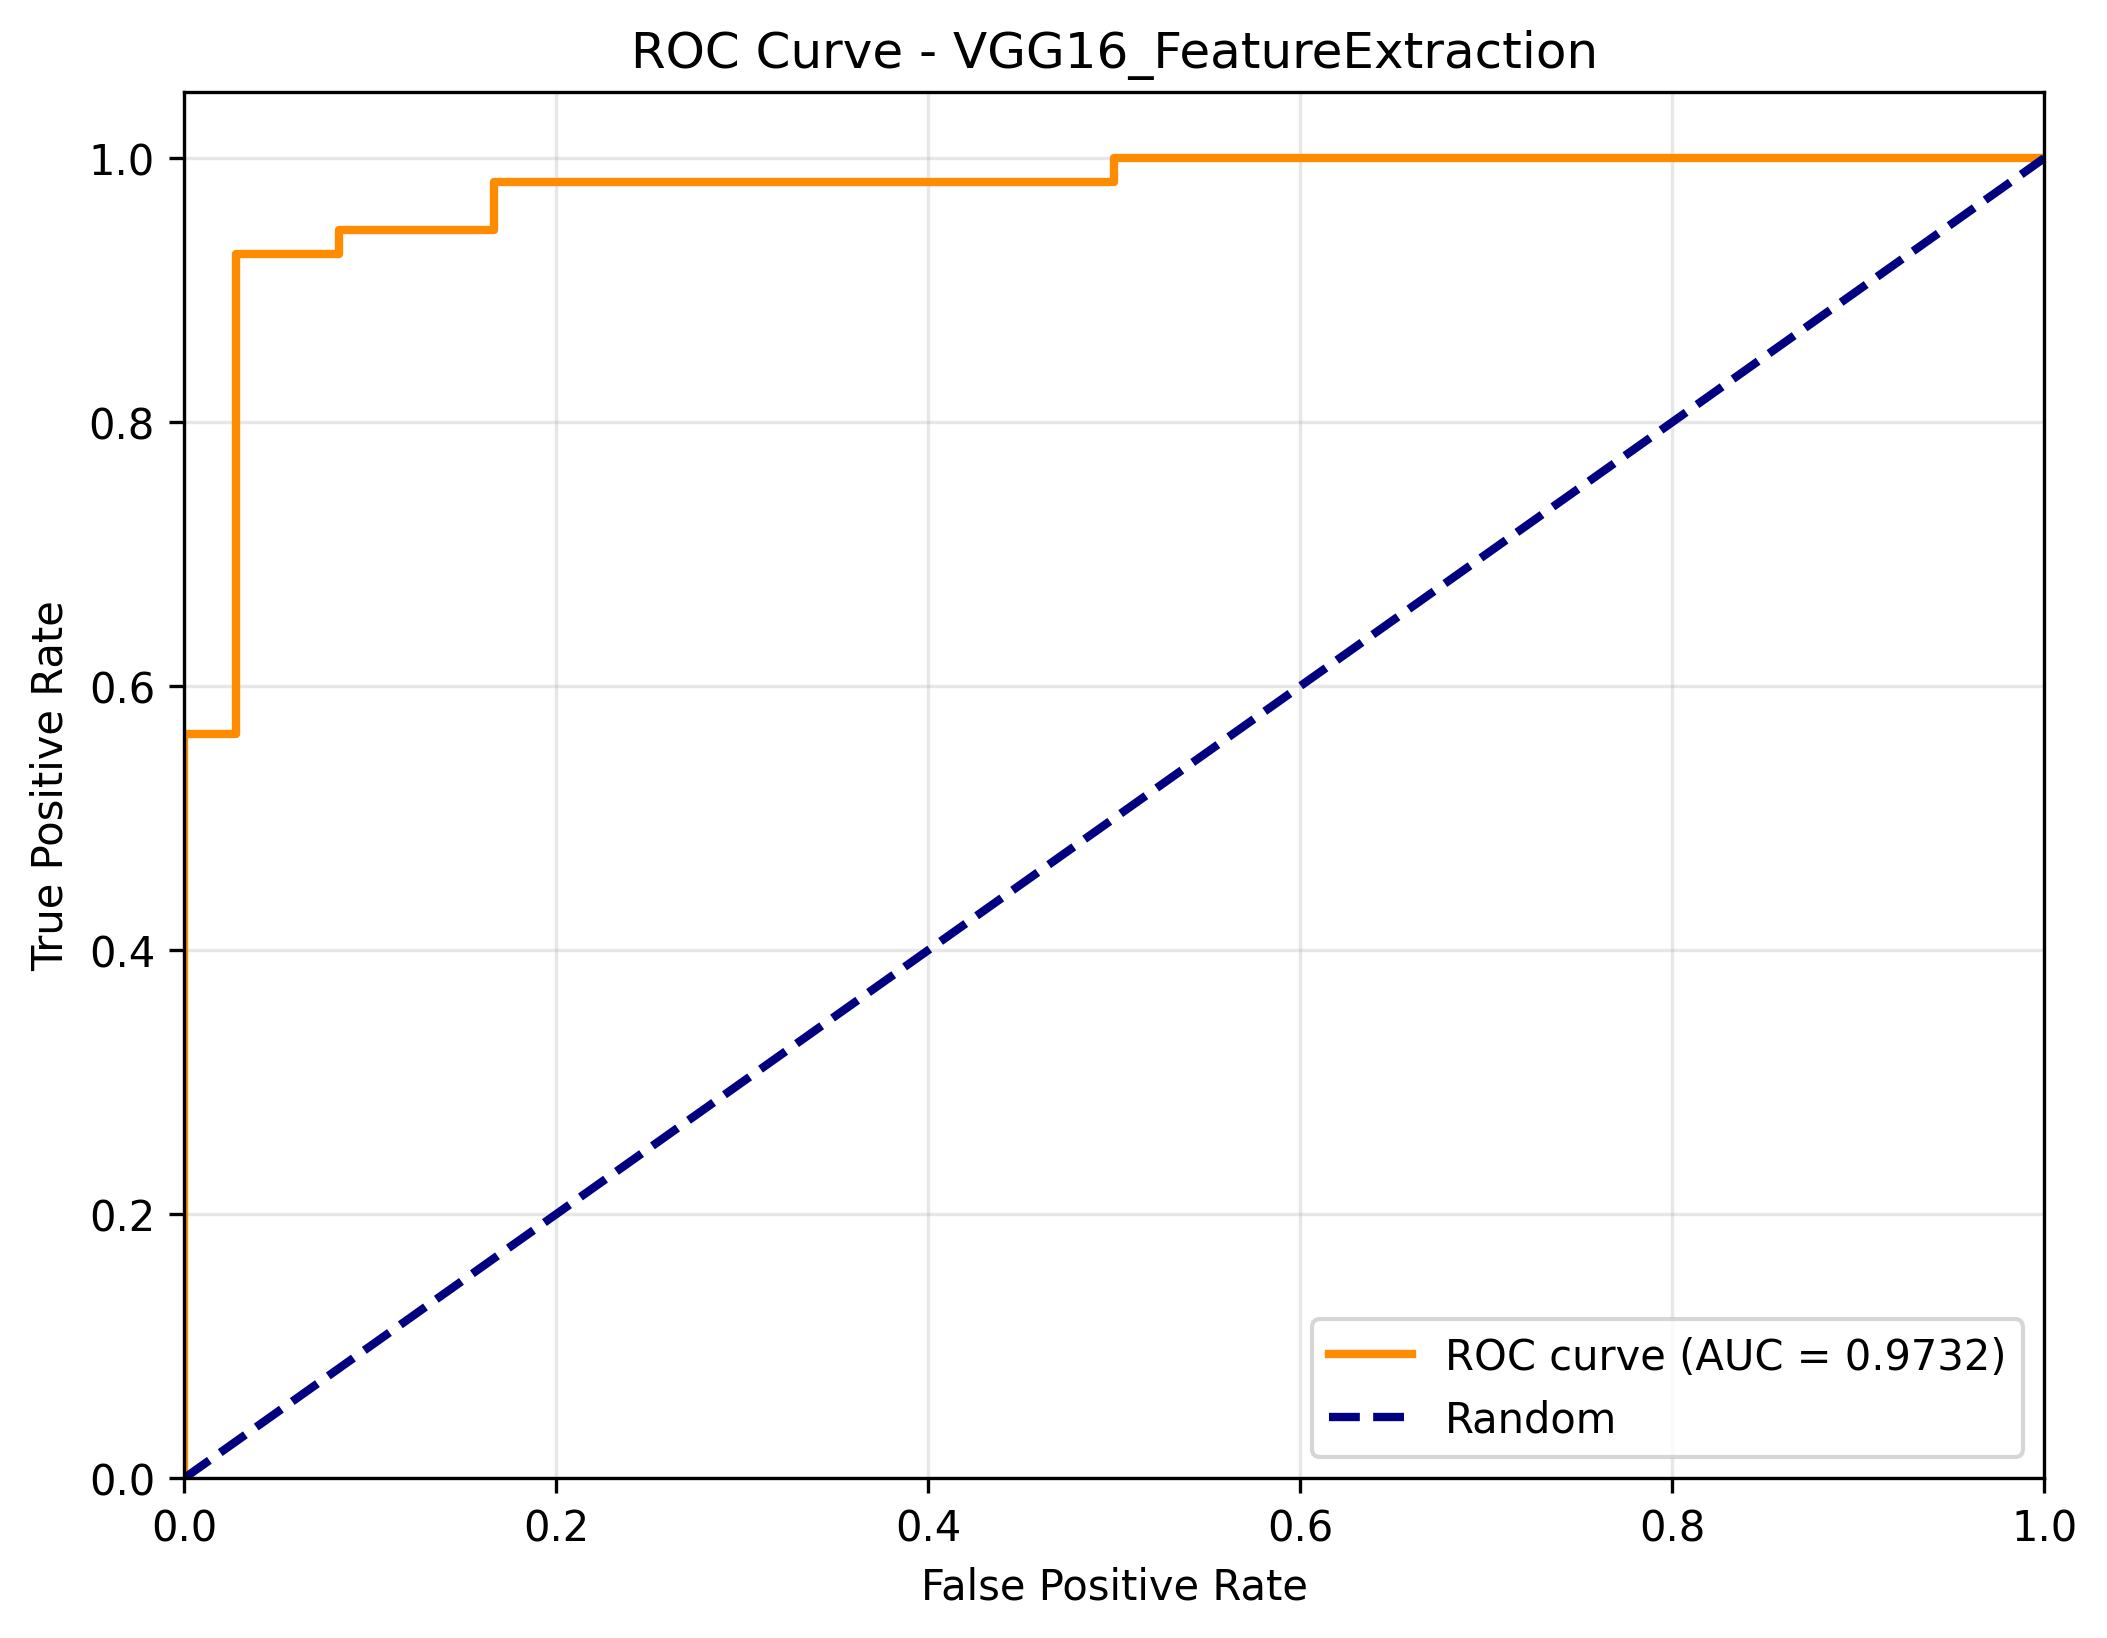 ROC Curve - VGG16_FeatureExtraction
True Positive Rate
1.0
0.8
0.6
0.4
0.2
0.0
0.0 0.2 0.4 0.6 0.8 1.0
False Positive Rate
ROC curve (AUC = 0.9732)
Random